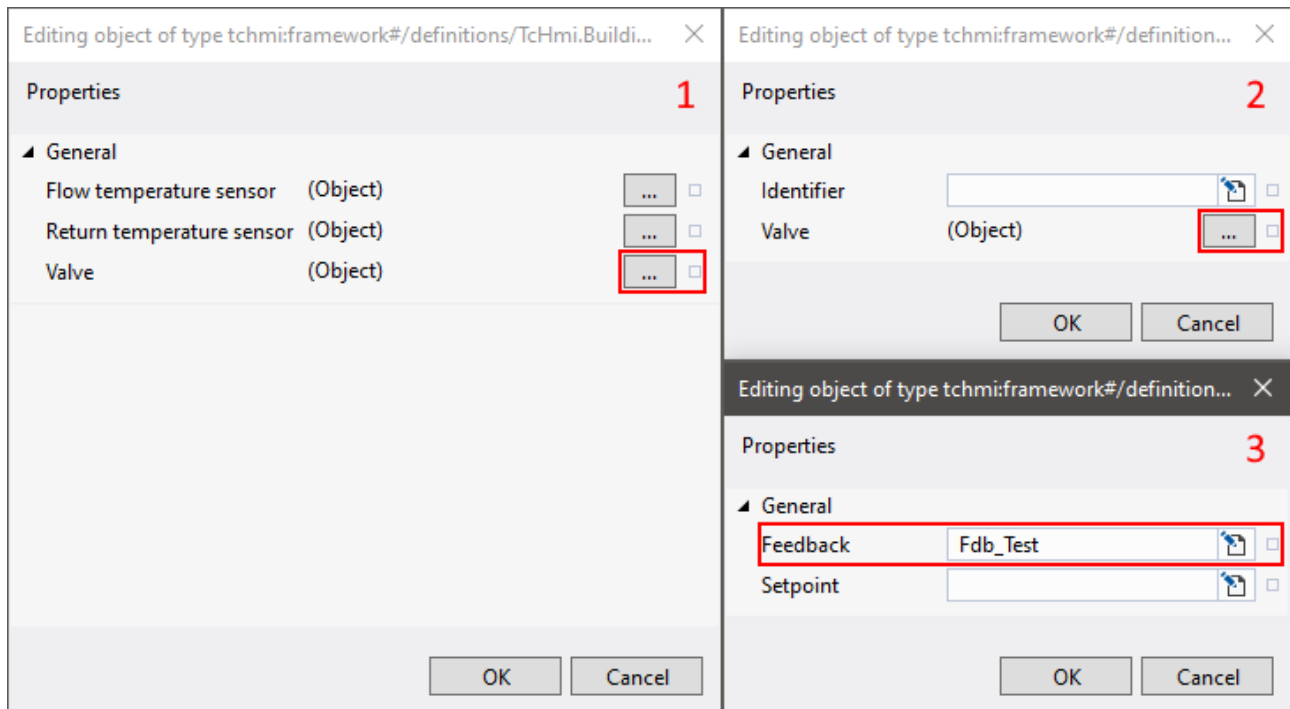 Editing object of type tchmi:framework#/definitions/TcHmi.Buildi...
Properties
1
General
Flow temperature sensor (Object) ...
Return temperature sensor (Object) ...
Valve (Object) ...
OK Cancel
Editing object of type tchmi:framework#/definition...
Properties
2
General
Identifier
Valve (Object) ...
OK Cancel
Editing object of type tchmi:framework#/definition...
Properties
3
General
Feedback Fdb_Test
Setpoint
OK Cancel